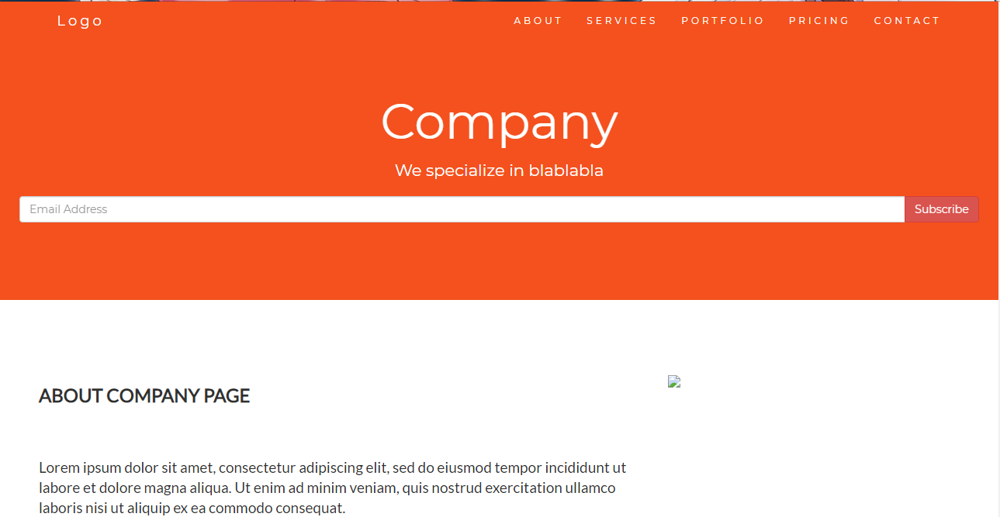 Logo
ABOUT SERVICES PORTFOLIO PRICING CONTACT
Company
We specialize in blablabla
Email Address Subscribe
ABOUT COMPANY PAGE
Lorem ipsum dolor sit amet, consectetur adipiscing elit, sed do eiusmod tempor incididunt ut
labore et dolore magna aliqua. Ut enim ad minim veniam, quis nostrud exercitation ullamco
laboris nisi ut aliquip ex ea commodo consequat.